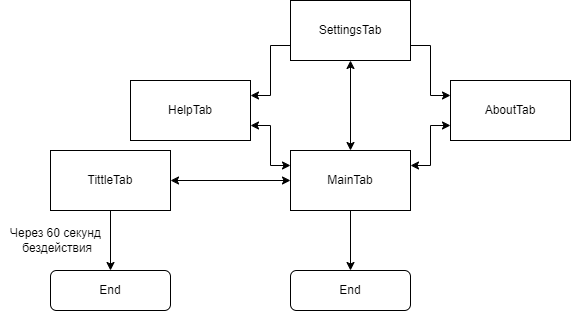 SettingsTab
HelpTab
AboutTab
TittleTab
MainTab
Через 60 секунд
бездействия
End
End